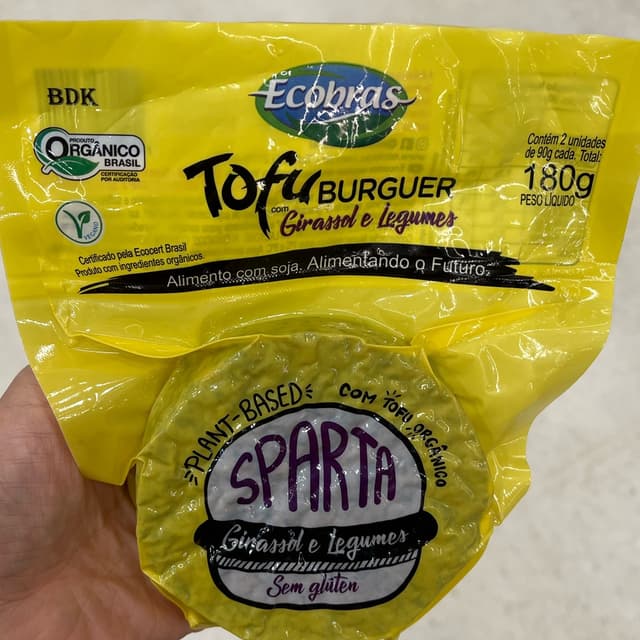 BDK
Ecobras
PRODUTO
ORGÂNICO
BRASIL
CERTIFICAÇÃO
POR AUDITORIA
TofuBURGUER
com Girassol e Legumes
Contém 2 unidades
de 90g cada. Total:
180g
PESO LÍQUIDO
V
VEGANO
Certificado pela Ecocert Brasil
Produto com ingredientes orgânicos.
Alimento com soja. Alimentando o Futuro.
PLANT-BASED
COM TOFU ORGÂNICO
SPARTA
Girassol e Legumes
Sem glúten